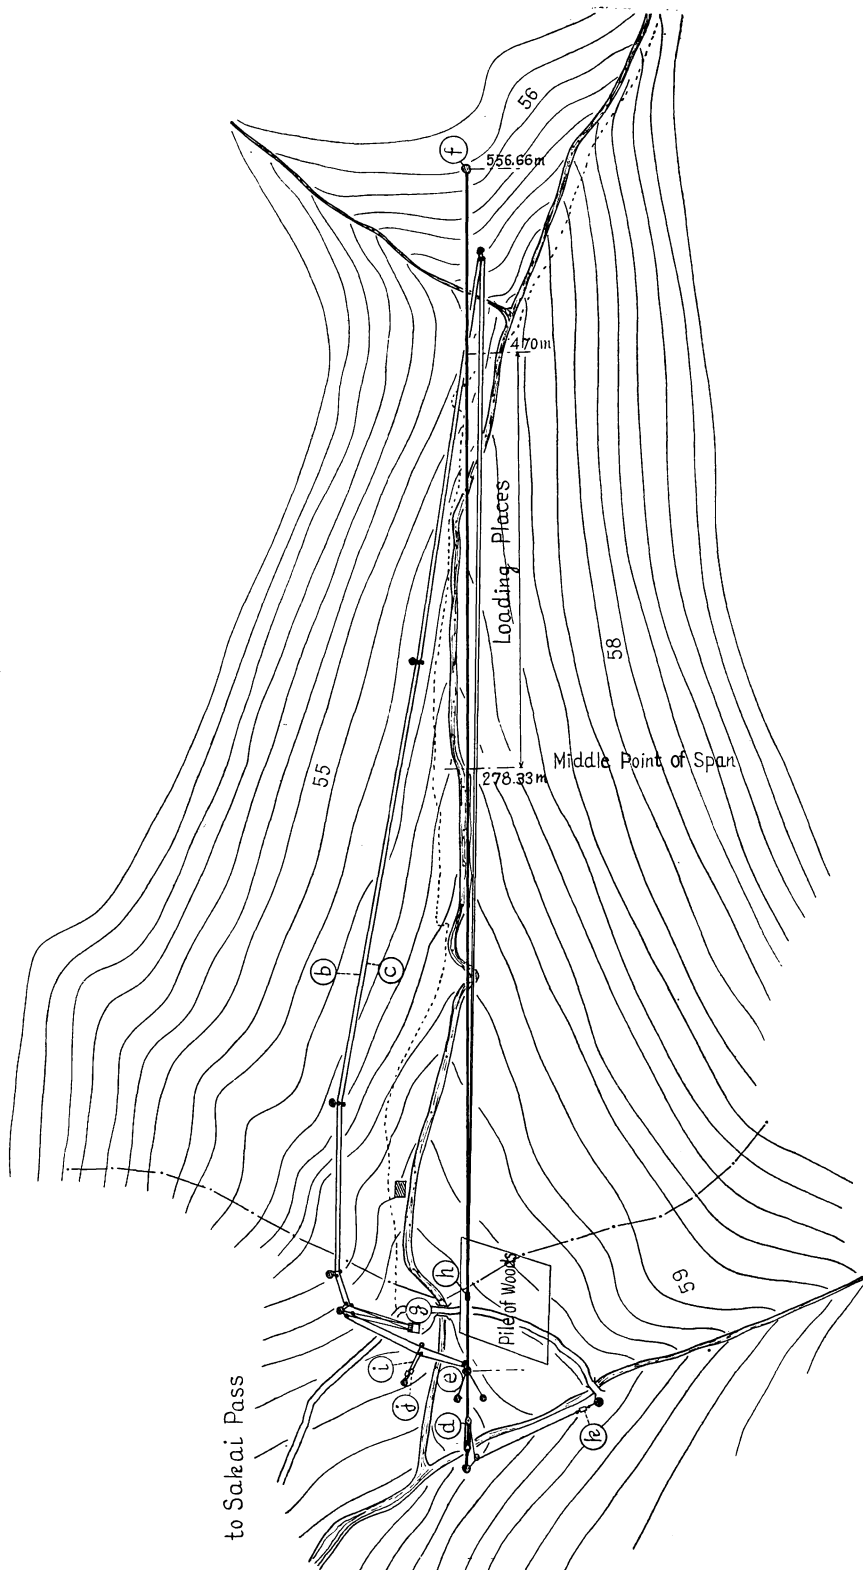 56
f
556.66m
470m
Loading Places
58
Middle Point of Span
278.33m
55
b
c
59
h
Pile of Woods
g
i
e
j
d
k
to Sakai Pass